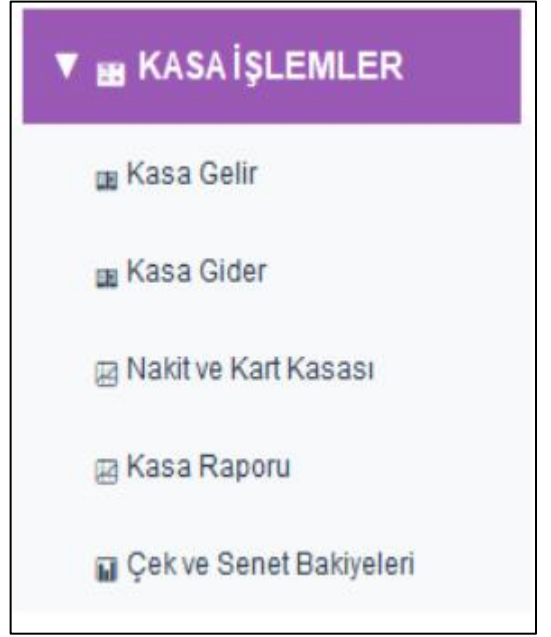 KASA İŞLEMLER
Kasa Gelir
Kasa Gider
Nakit ve Kart Kasası
Kasa Raporu
Çek ve Senet Bakiyeleri